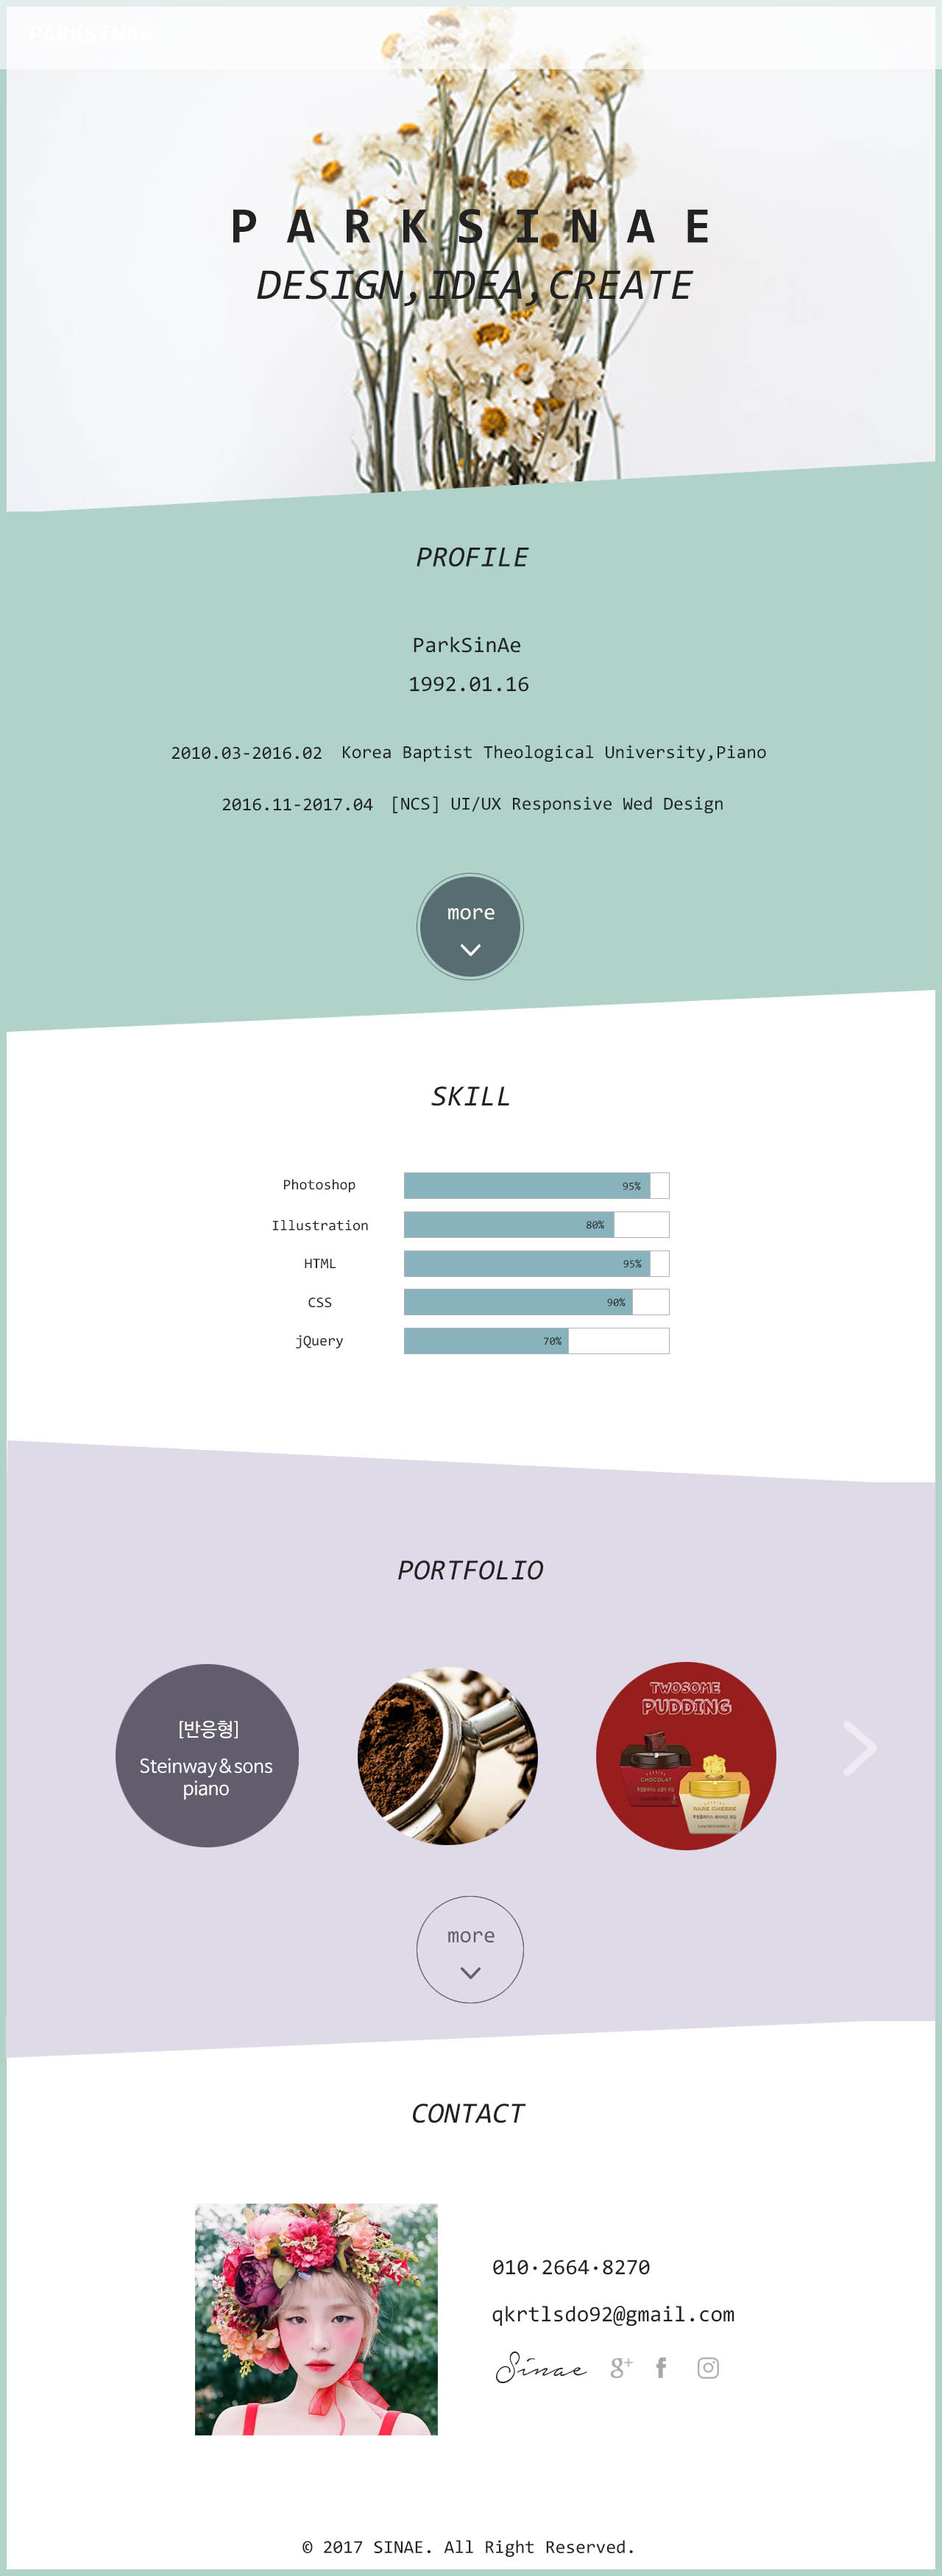 PARKSINAE
PARKSINAE
DESIGN,IDEA,CREATE
PROFILE
ParkSinAe
1992.01.16
2010.03-2016.02 Korea Baptist Theological University,Piano
2016.11-2017.04 [NCS] UI/UX Responsive Wed Design
more
SKILL
Photoshop 95%
Illustration 80%
HTML 95%
CSS 90%
jQuery 70%
PORTFOLIO
[반응형]
Steinway&sons
piano
TWOSOME
PUDDING
CHOCOLAT
RARE CHEESE
more
CONTACT
010·2664·8270
qkrtlsdo92@gmail.com
Sinae g+ f
© 2017 SINAE. All Right Reserved.